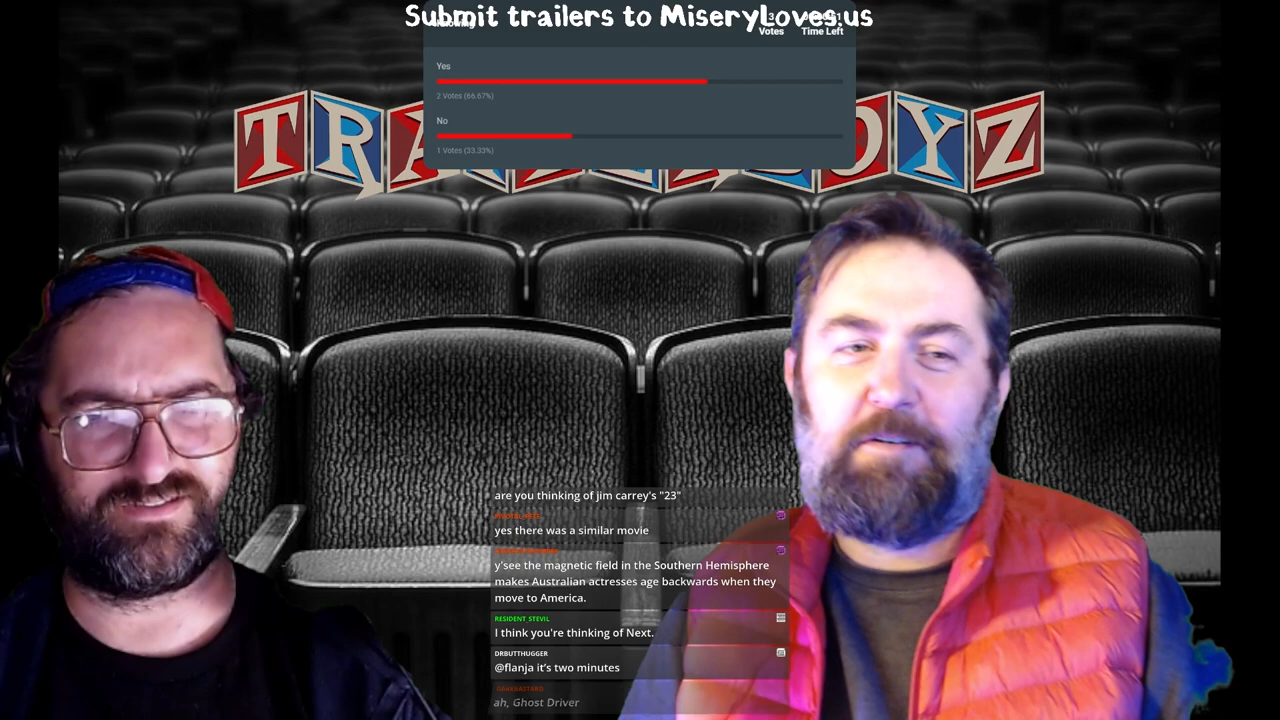 Submit trailers to MiseryLoves.us
Votes
Time Left
Yes
2 Votes (66.67%)
No
1 Votes (33.33%)
TR
OYZ
are you thinking of jim carrey's "23"
yes there was a similar movie
y'see the magnetic field in the Southern Hemisphere
makes Australian actresses age backwards when they
move to America.
RESIDENT STEVIL
I think you're thinking of Next.
DRBUTTHUGGER
@flanja it's two minutes
ah, Ghost Driver